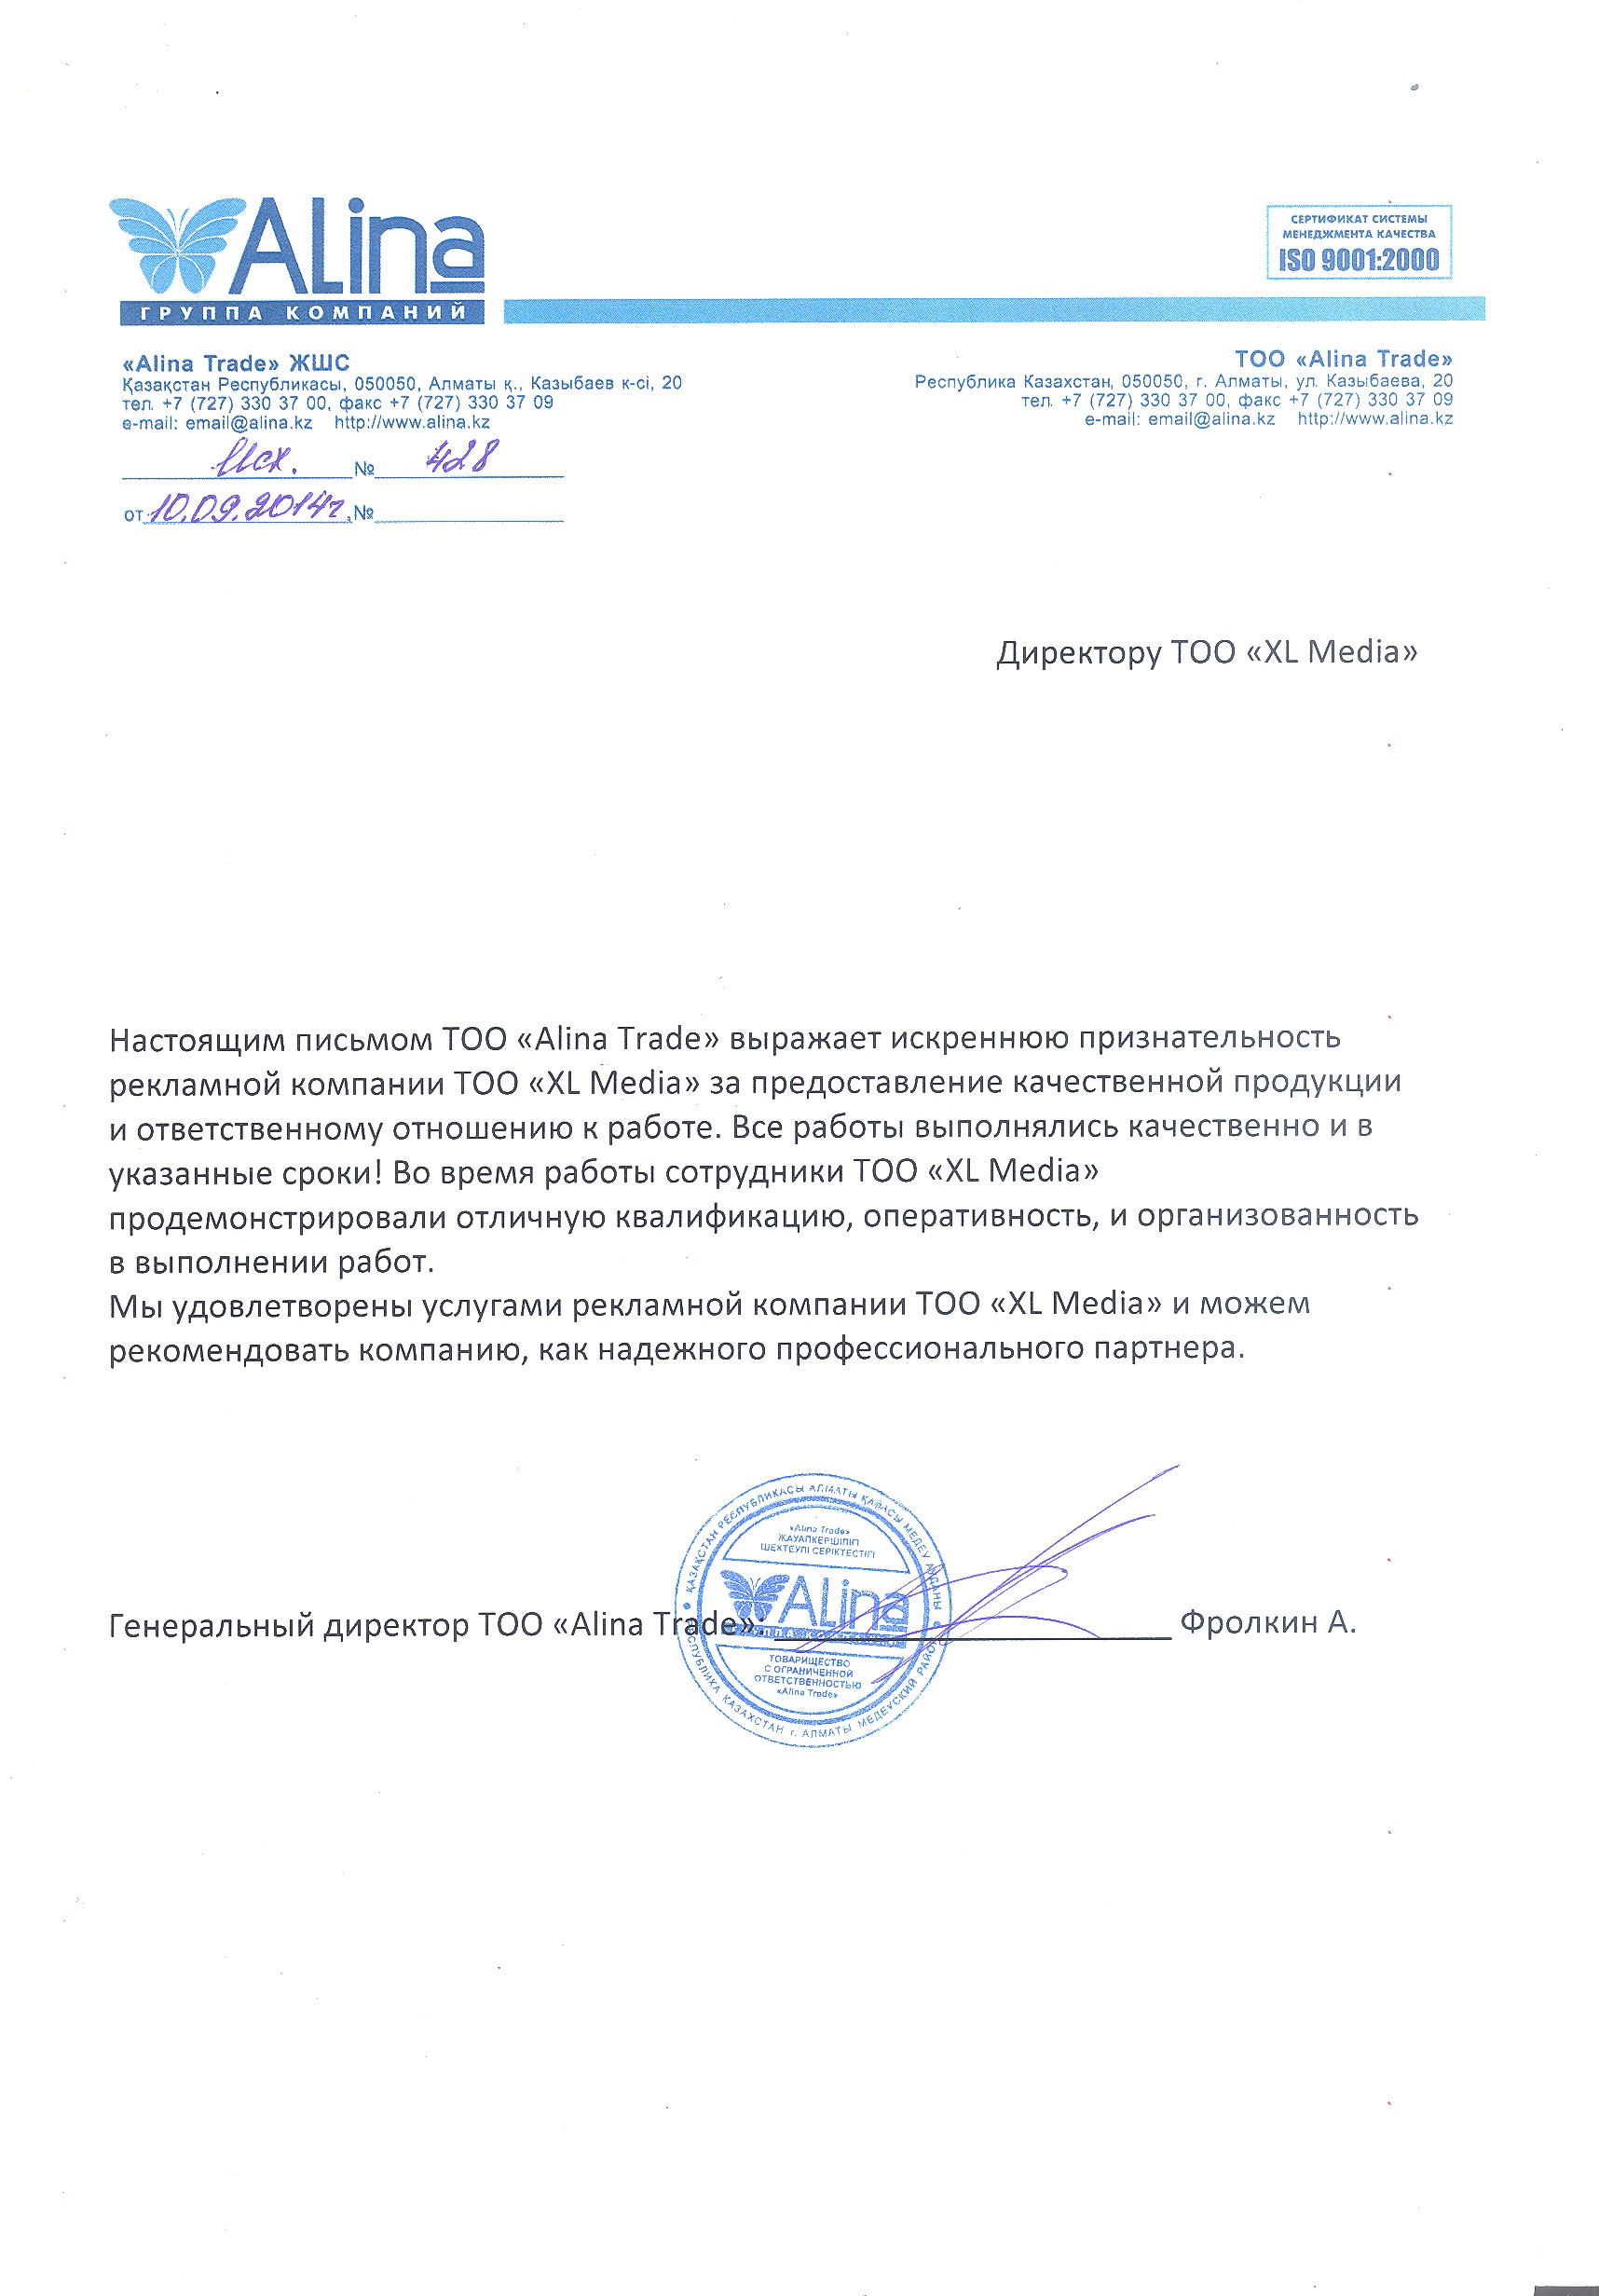 ALina
ГРУППА КОМПАНИЙ
СЕРТИФИКАТ СИСТЕМЫ
МЕНЕДЖМЕНТА КАЧЕСТВА
ISO 9001:2000
«Alina Trade» ЖШС
Қазақстан Республикасы, 050050, Алматы қ., Казыбаев к-сі, 20
тел. +7 (727) 330 37 00, факс +7 (727) 330 37 09
e-mail: email@alina.kz http://www.alina.kz
ТОО «Alina Trade»
Республика Казахстан, 050050, г. Алматы, ул. Казыбаева, 20
тел. +7 (727) 330 37 00, факс +7 (727) 330 37 09
e-mail: email@alina.kz http://www.alina.kz
Исх. № 428
от 10.09.2014г. №
Директору ТОО «XL Media»
Настоящим письмом ТОО «Alina Trade» выражает искреннюю признательность
рекламной компании ТОО «XL Media» за предоставление качественной продукции
и ответственному отношению к работе. Все работы выполнялись качественно и в
указанные сроки! Во время работы сотрудники ТОО «XL Media»
продемонстрировали отличную квалификацию, оперативность, и организованность
в выполнении работ.
Мы удовлетворены услугами рекламной компании ТОО «XL Media» и можем
рекомендовать компанию, как надежного профессионального партнера.
Генеральный директор ТОО «Alina Trade»: Фролкин А.
ҚАЗАҚСТАН РЕСПУБЛИКАСЫ АЛМАТЫ ҚАЛАСЫ МЕДЕУ АУДАНЫ
«Alina Trade»
ЖАУАПКЕРШІЛІГІ
ШЕКТЕУЛІ СЕРІКТЕСТІГІ
ALina
ТОВАРИЩЕСТВО
С ОГРАНИЧЕННОЙ
ОТВЕТСТВЕННОСТЬЮ
«Alina Trade»
РЕСПУБЛИКА КАЗАХСТАН г. АЛМАТЫ МЕДЕУСКИЙ РАЙОН